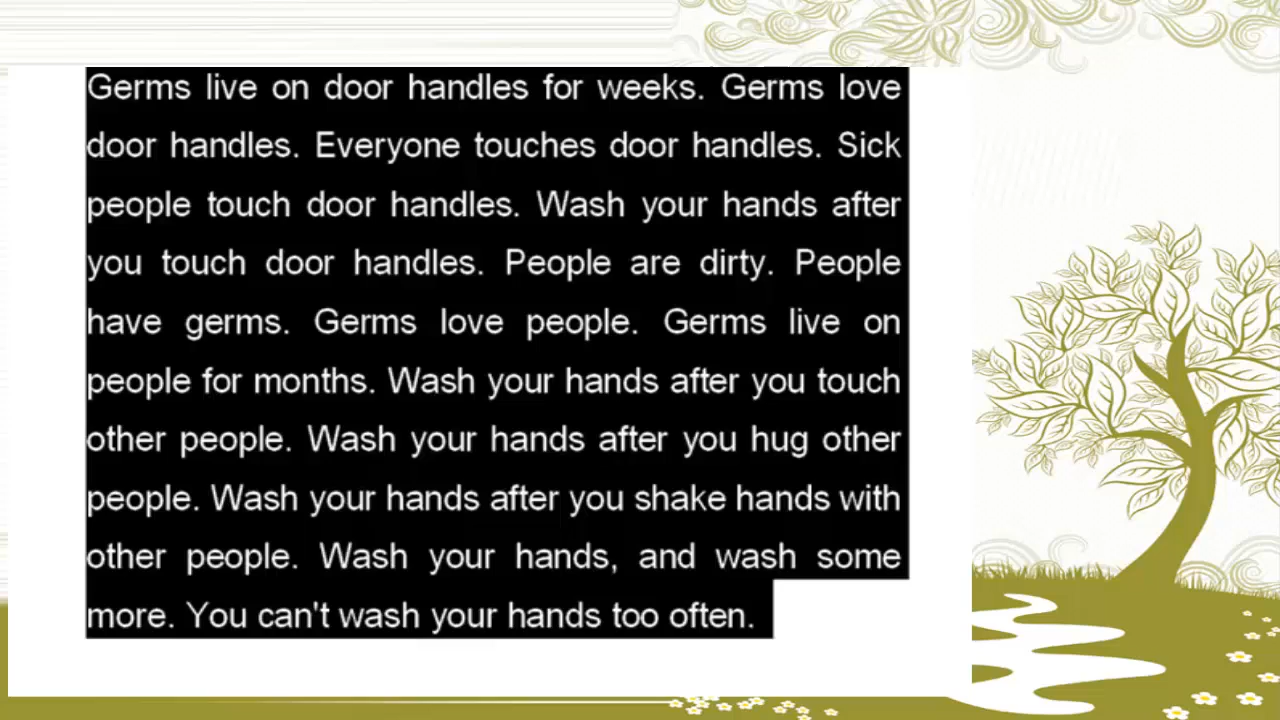 Germs live on door handles for weeks. Germs love
door handles. Everyone touches door handles. Sick
people touch door handles. Wash your hands after
you touch door handles. People are dirty. People
have germs. Germs love people. Germs live on
people for months. Wash your hands after you touch
other people. Wash your hands after you hug other
people. Wash your hands after you shake hands with
other people. Wash your hands, and wash some
more. You can't wash your hands too often.